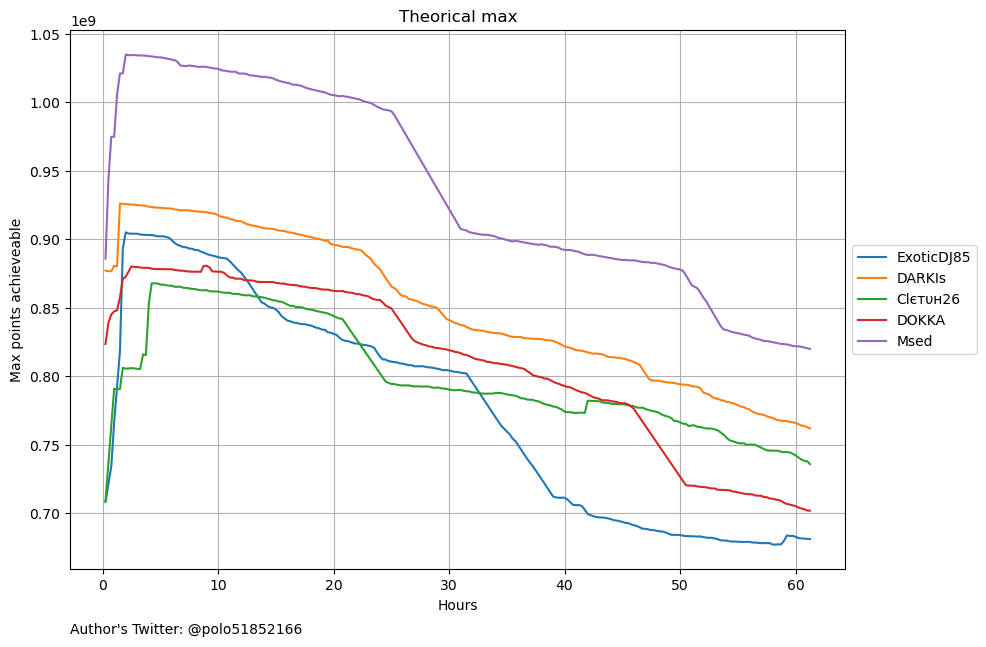 Theorical max
1e9
1.05
1.00
0.95
0.90
0.85
0.80
0.75
0.70
Max points achieveable
0 10 20 30 40 50 60
Hours
ExoticDJ85
DARKIs
Clєтυн26
DOKKA
Msed
Author's Twitter: @polo51852166